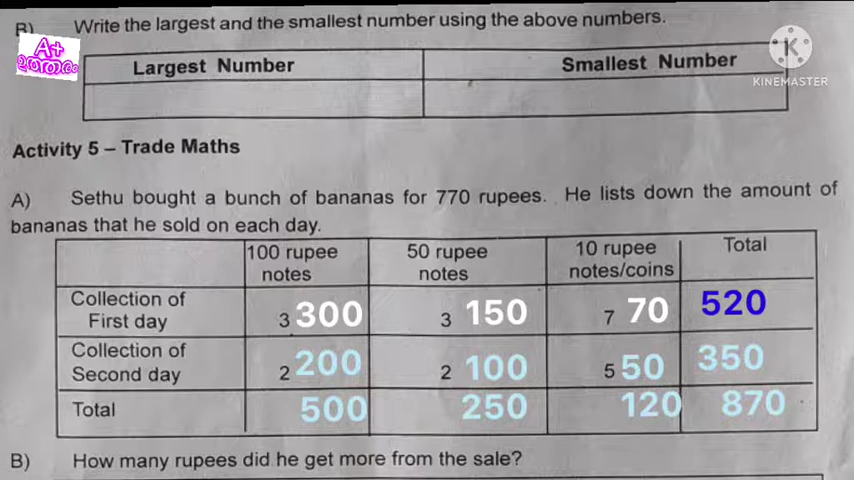 B) Write the largest and the smallest number using the above numbers.
A+
ഉത്തരം
Largest Number Smallest Number
K
KINEMASTER
Activity 5 – Trade Maths
A) Sethu bought a bunch of bananas for 770 rupees. He lists down the amount of
bananas that he sold on each day.
100 rupee notes 50 rupee notes 10 rupee notes/coins Total
Collection of First day 3 300 3 150 7 70 520
Collection of Second day 2 200 2 100 5 50 350
Total 500 250 120 870
B) How many rupees did he get more from the sale?